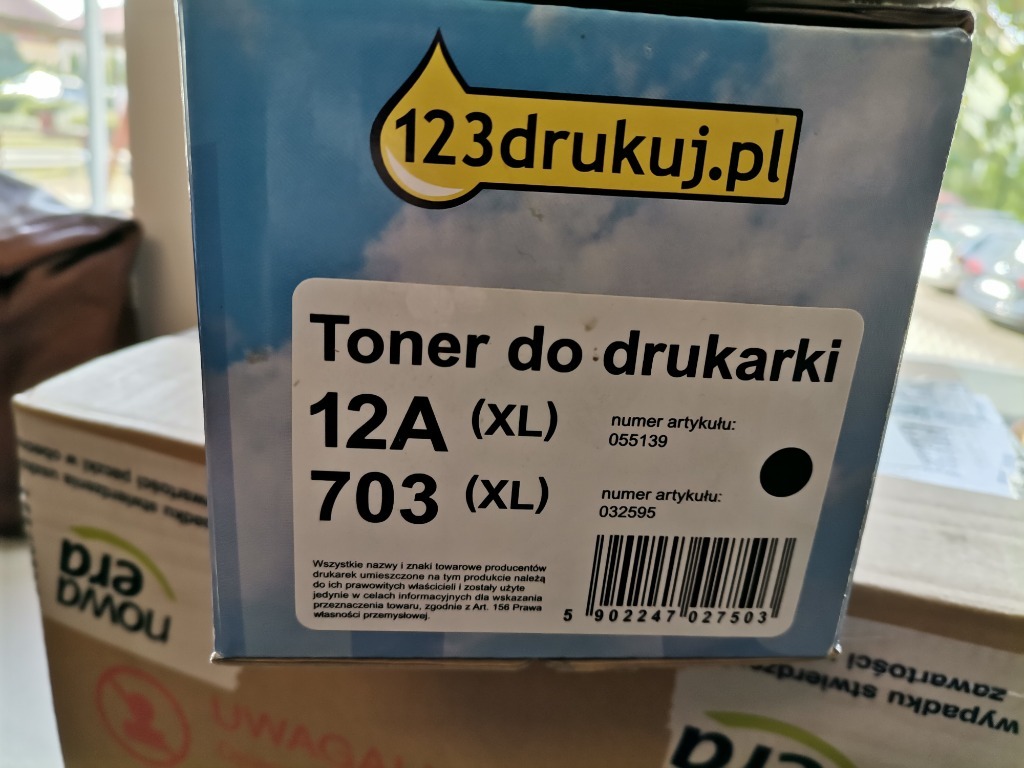 123drukuj.pl
Toner do drukarki
12A (XL)
numer artykułu:
055139
703 (XL)
numer artykułu:
032595
Wszystkie nazwy i znaki towarowe producentów
drukarek umieszczone na tym produkcie należą
do ich prawowitych właścicieli i zostały użyte
jedynie w celach informacyjnych dla wskazania
przeznaczenia towaru, zgodnie z Art. 156 Prawa
własności przemysłowej.
5 902247 027503
nowa
era
UWAGA
wypadku stwierdze
zawartości
era